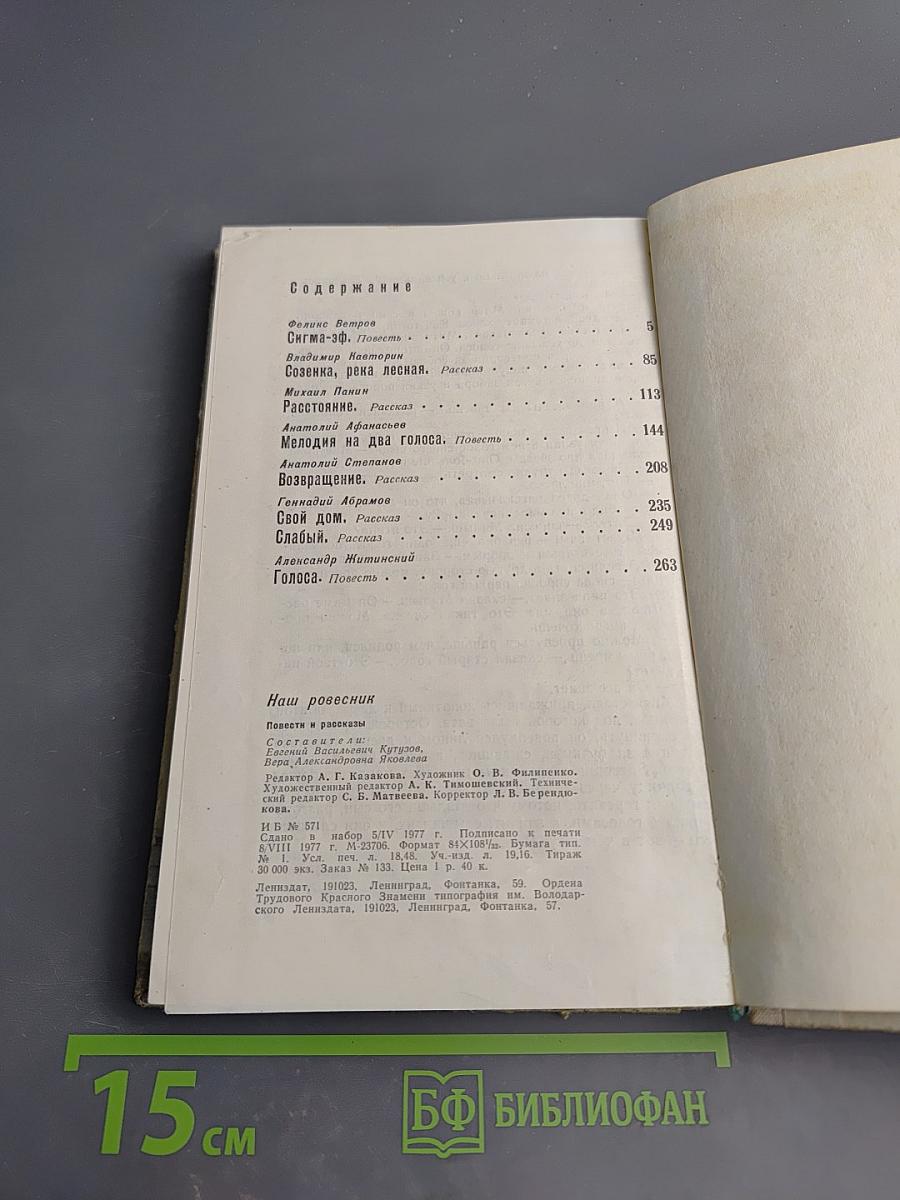 Содержание
Феликс Ветров
Сигма-эф. Повесть . . . . . . . . . . . . . 5
Владимир Кавторин
Созенка, река лесная. Рассказ . . . . . . . . 85
Михаил Панин
Расстояние. Рассказ . . . . . . . . . . . . 113
Анатолий Афанасьев
Мелодия на два голоса. Повесть . . . . . . . 144
Анатолий Степанов
Возвращение. Рассказ . . . . . . . . . . . 208
Геннадий Абрамов
Свой дом. Рассказ . . . . . . . . . . . . 235
Слабый. Рассказ . . . . . . . . . . . . . 249
Александр Житинский
Голоса. Повесть . . . . . . . . . . . . . 263
Наш ровесник
Повести и рассказы
Составители:
Евгений Васильевич Кутузов,
Вера Александровна Яковлева
Редактор А. Г. Казакова. Художник О. В. Филипенко.
Художественный редактор А. К. Тимошевский. Техниче-
ский редактор С. Б. Матвеева. Корректор Л. В. Берендю-
кова.
И Б № 571
Сдано в набор 5/IV 1977 г. Подписано к печати
8/VIII 1977 г. М-23706. Формат 84×108¹/₃₂. Бумага тип.
№ 1. Усл. печ. л. 18,48. Уч.-изд. л. 19,16. Тираж
30 000 экз. Заказ № 133. Цена 1 р. 40 к.
Лениздат, 191023, Ленинград, Фонтанка, 59. Ордена
Трудового Красного Знамени типография им. Володар-
ского Лениздата, 191023, Ленинград, Фонтанка, 57.
15 см
БФ БИБЛИОФАН